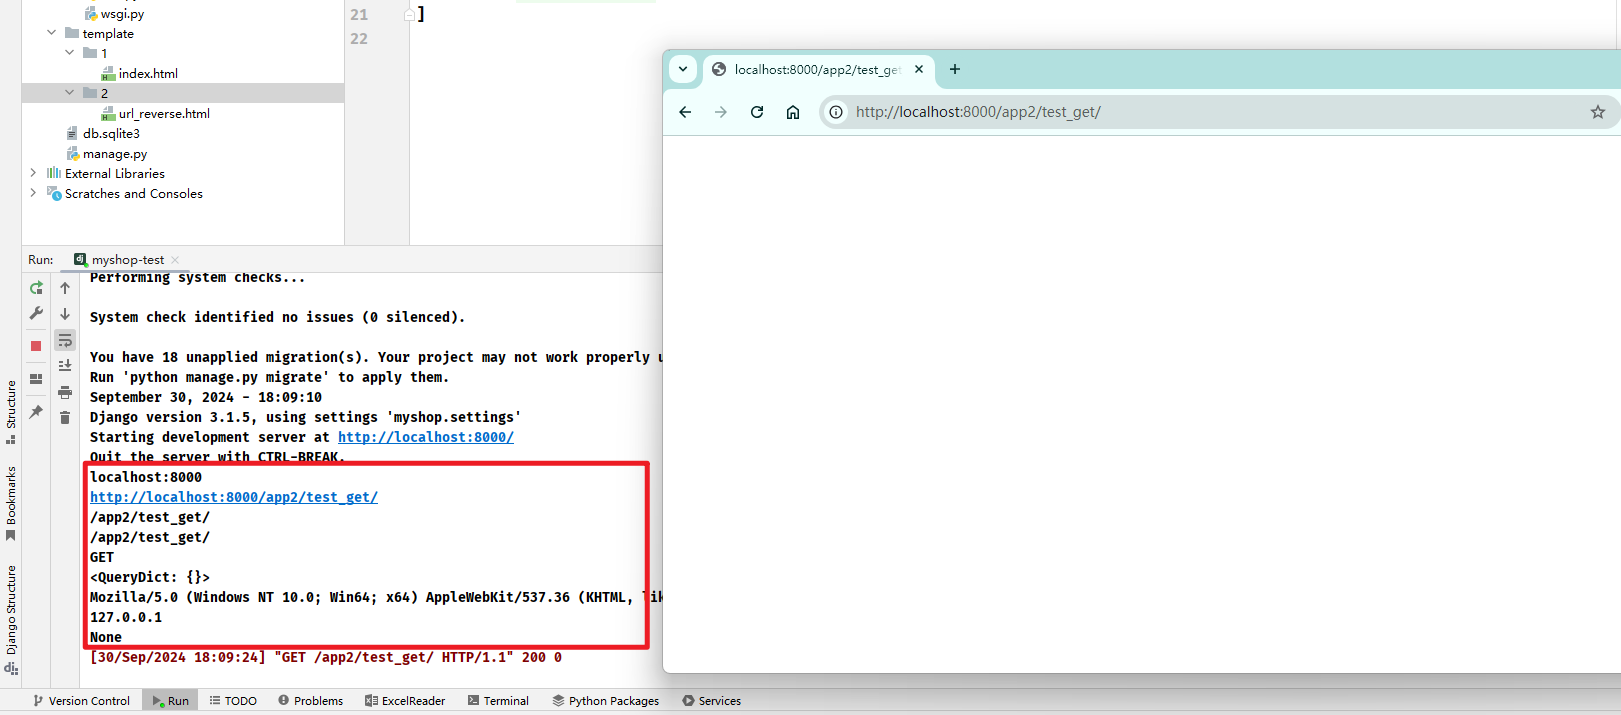 wsgi.py
template
1
index.html
2
url_reverse.html
db.sqlite3
manage.py
External Libraries
Scratches and Consoles
21 ]
22
localhost:8000/app2/test_get
http://localhost:8000/app2/test_get/
Run: myshop-test
Performing system checks...
System check identified no issues (0 silenced).
You have 18 unapplied migration(s). Your project may not work properly
Run 'python manage.py migrate' to apply them.
September 30, 2024 - 18:09:10
Django version 3.1.5, using settings 'myshop.settings'
Starting development server at http://localhost:8000/
Quit the server with CTRL-BREAK.
localhost:8000
http://localhost:8000/app2/test_get/
/app2/test_get/
/app2/test_get/
GET
<QueryDict: {}>
Mozilla/5.0 (Windows NT 10.0; Win64; x64) AppleWebKit/537.36 (KHTML, lik
127.0.0.1
None
[30/Sep/2024 18:09:24] "GET /app2/test_get/ HTTP/1.1" 200 0
Structure
Bookmarks
Django Structure
Version Control Run TODO Problems ExcelReader Terminal Python Packages Services